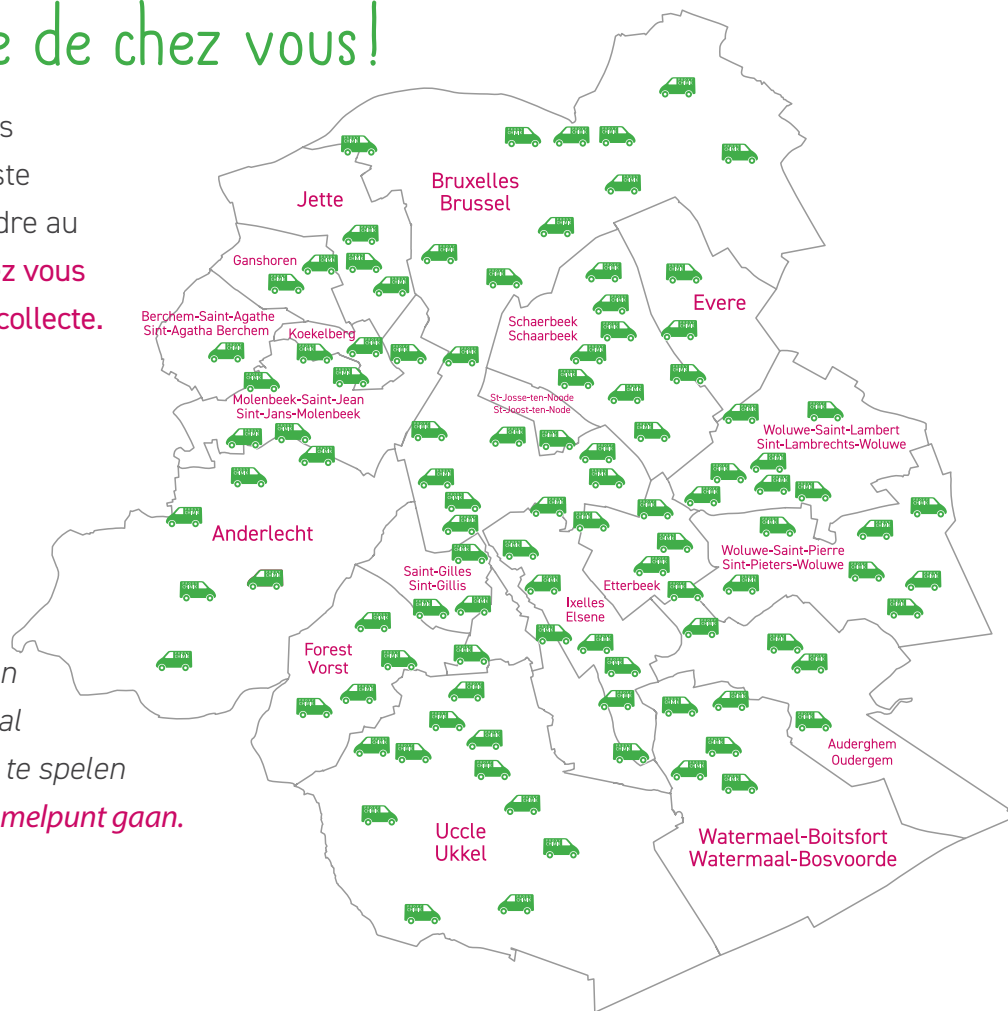 e de chez vous!
s
ste
dre au
z vous
collecte.
Jette
Bruxelles
Brussel
Ganshoren
Evere
Berchem-Saint-Agathe
Sint-Agatha Berchem
Koekelberg
Schaerbeek
Schaarbeek
Molenbeek-Saint-Jean
Sint-Jans-Molenbeek
St-Josse-ten-Noode
St-Joost-ten-Node
Woluwe-Saint-Lambert
Sint-Lambrechts-Woluwe
Anderlecht
Woluwe-Saint-Pierre
Sint-Pieters-Woluwe
Saint-Gilles
Sint-Gillis
Etterbeek
Ixelles
Elsene
Forest
Vorst
n
al
te spelen
melpunt gaan.
Auderghem
Oudergem
Uccle
Ukkel
Watermael-Boitsfort
Watermaal-Bosvoorde